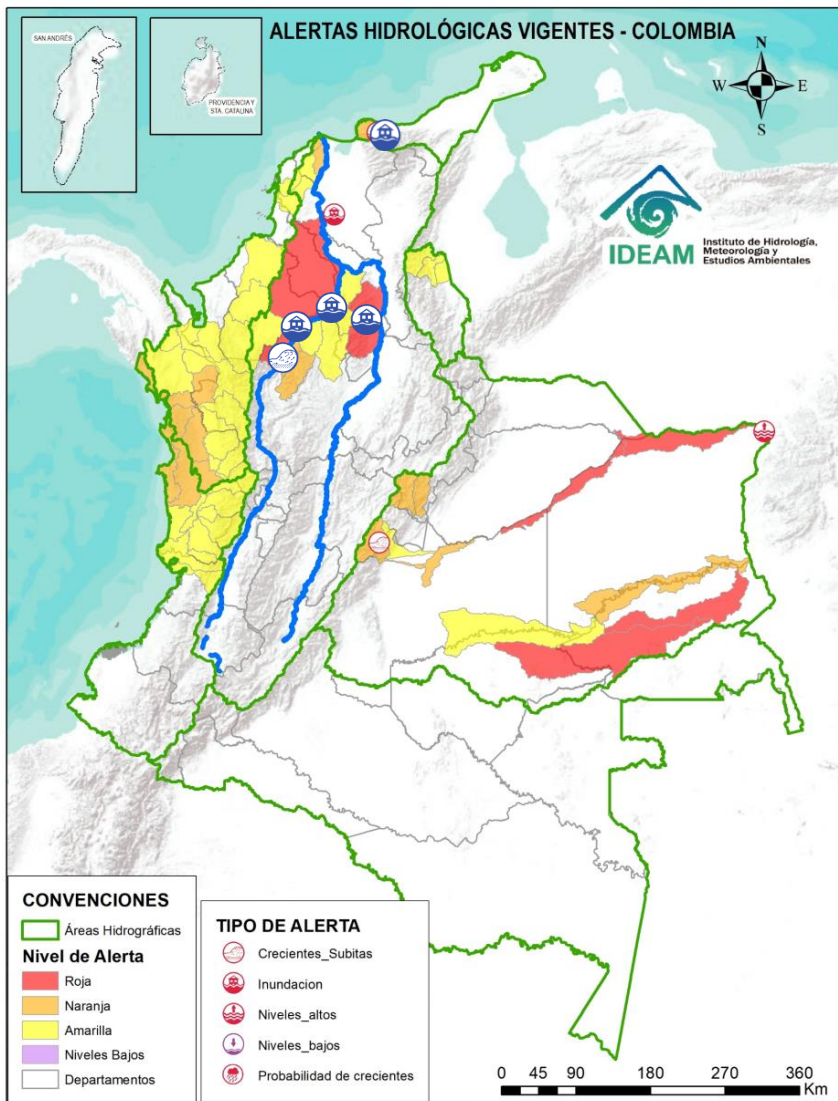 ALERTAS HIDROLÓGICAS VIGENTES - COLOMBIA
SAN ANDRÉS
PROVIDENCIA Y
STA. CATALINA
N
W
E
S
IDEAM
Instituto de Hidrología,
Meteorología y
Estudios Ambientales
CONVENCIONES
Áreas Hidrográficas
Nivel de Alerta
Roja
Naranja
Amarilla
Niveles Bajos
Departamentos
TIPO DE ALERTA
Crecientes_Subitas
Inundacion
Niveles_altos
Niveles_bajos
Probabilidad de crecientes
0 45 90 180 270 360
Km